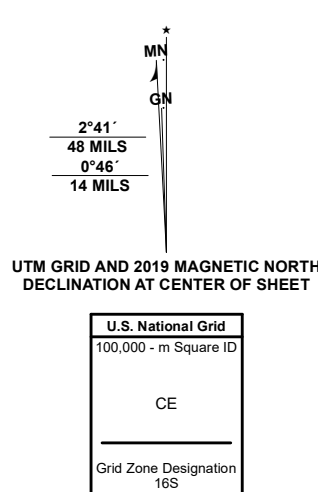 ★
MN
GN
2°41´
48 MILS
0°46´
14 MILS
UTM GRID AND 2019 MAGNETIC NORTH
DECLINATION AT CENTER OF SHEET
U.S. National Grid
100,000 - m Square ID
CE
Grid Zone Designation
16S